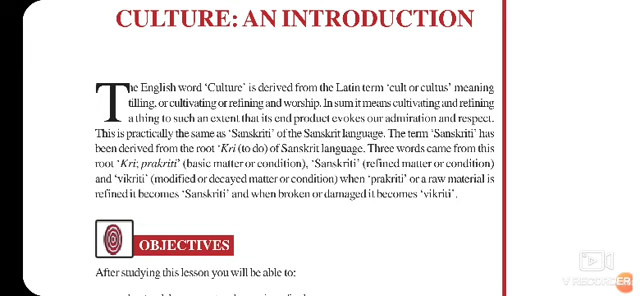 CULTURE: AN INTRODUCTION
The English word ‘Culture’ is derived from the Latin term ‘cult or cultus’ meaning
tilling, or cultivating or refining and worship. In sum it means cultivating and refining
a thing to such an extent that its end product evokes our admiration and respect.
This is practically the same as ‘Sanskriti’ of the Sanskrit language. The term ‘Sanskriti’ has
been derived from the root ‘Kri (to do) of Sanskrit language. Three words came from this
root ‘Kri; prakriti’ (basic matter or condition), ‘Sanskriti’ (refined matter or condition)
and ‘vikriti’ (modified or decayed matter or condition) when ‘prakriti’ or a raw material is
refined it becomes ‘Sanskriti’ and when broken or damaged it becomes ‘vikriti’.
OBJECTIVES
After studying this lesson you will be able to:
V RECORDER